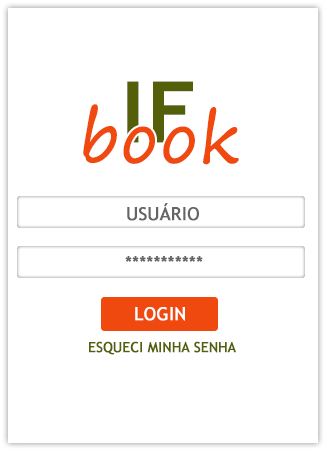 IF
book
USUÁRIO
***********
LOGIN
ESQUECI MINHA SENHA